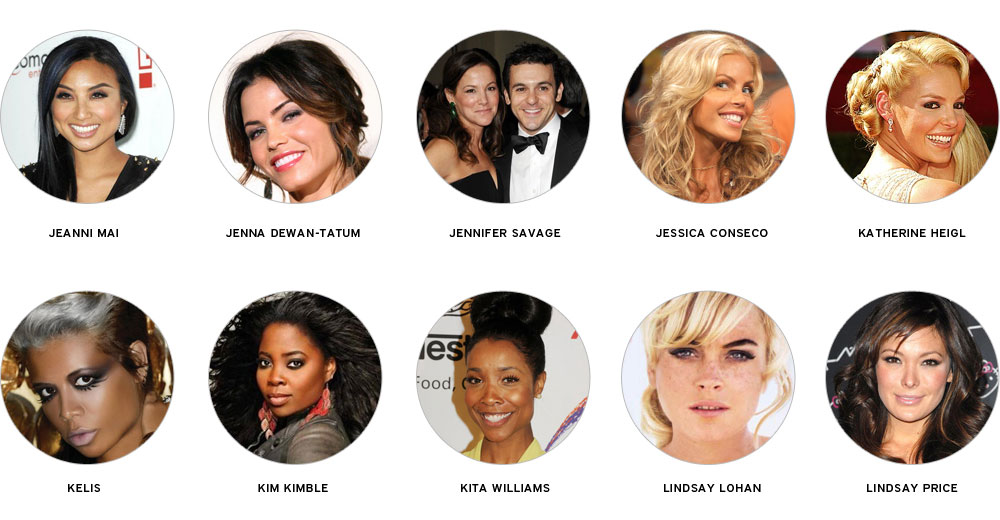 JEANNI MAI
JENNA DEWAN-TATUM
JENNIFER SAVAGE
JESSICA CONSECO
KATHERINE HEIGL
Food,
KELIS
KIM KIMBLE
KITA WILLIAMS
LINDSAY LOHAN
LINDSAY PRICE